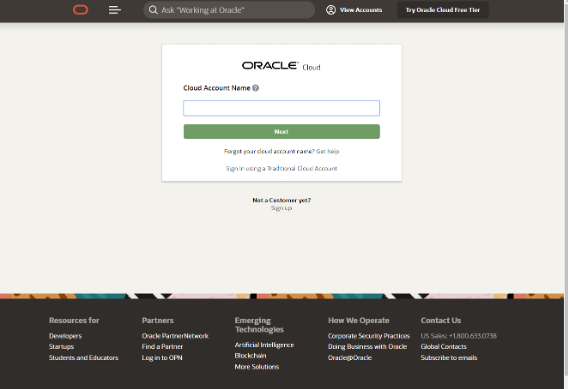 Ask "Working at Oracle"
View Accounts
Try Oracle Cloud Free Tier
ORACLE Cloud
Cloud Account Name ?
Next
Forgot your cloud account name? Get help
Sign in using a Traditional Cloud Account
Not a Customer yet?
Sign up
Resources for
Developers
Startups
Students and Educators
Partners
Oracle PartnerNetwork
Find a Partner
Log in to OPN
Emerging
Technologies
Artificial Intelligence
Blockchain
More Solutions
How We Operate
Corporate Security Practices
Doing Business with Oracle
Oracle@Oracle
Contact Us
US Sales: +1.800.633.0738
Global Contacts
Subscribe to emails